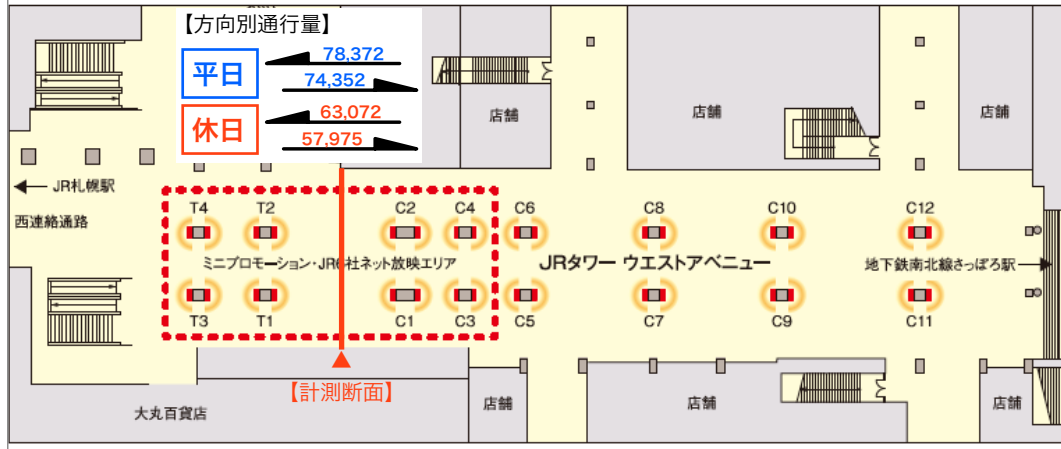 【方向別通行量】
平日
78,372
74,352
休日
63,072
57,975
店舗
店舗
店舗
JR札幌駅
西連絡通路
T4
T2
C2
C4
C6
C8
C10
C12
ミニプロモーション・JR6社ネット放映エリア
JRタワー ウエストアベニュー
地下鉄南北線さっぽろ駅
T3
T1
C1
C3
C5
C7
C9
C11
【計測断面】
大丸百貨店
店舗
店舗
店舗